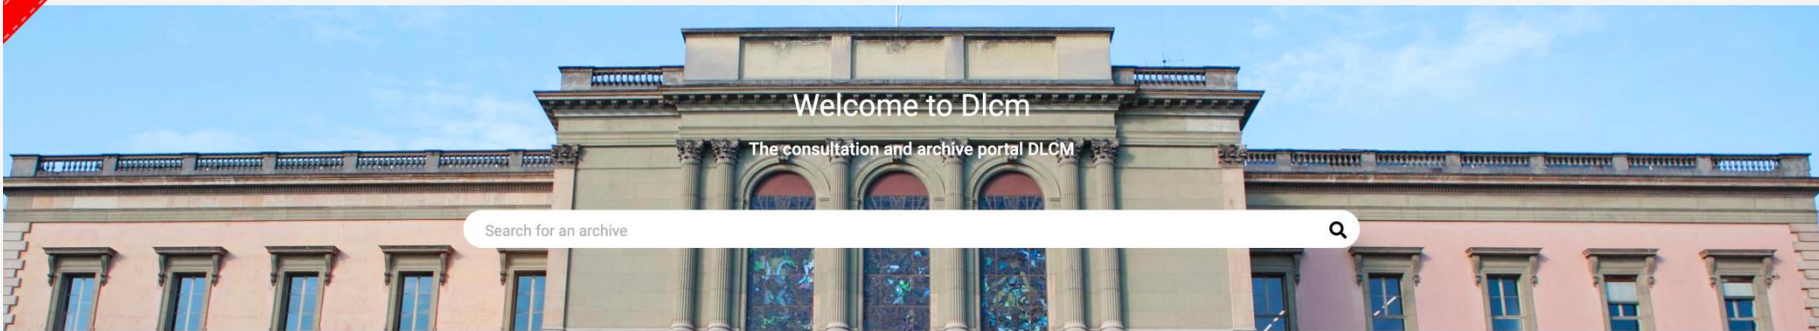 Welcome to Dlcm
The consultation and archive portal DLCM
Search for an archive